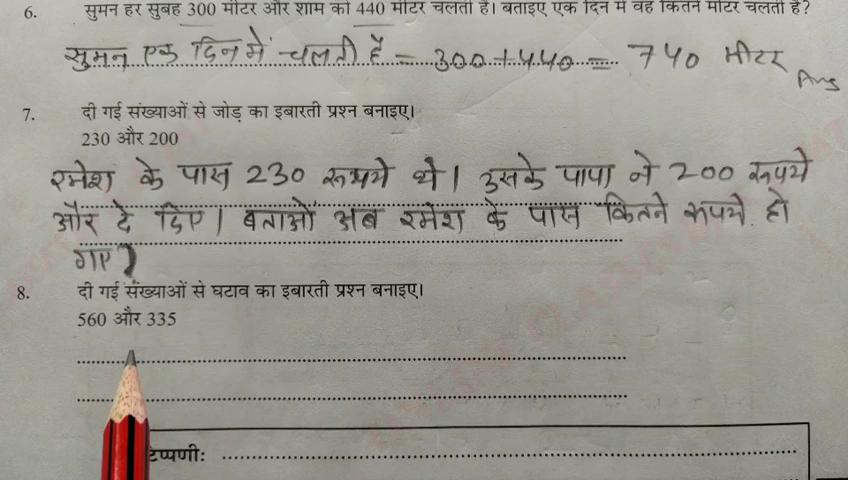 6. सुमन हर सुबह 300 मीटर और शाम को 440 मीटर चलती है। बताइए एक दिन में वह कितने मीटर चलती है?
सुमन एक दिन में चलती है = 300 + 440 = 740 मीटर
Ans
7. दी गई संख्याओं से जोड़ का इबारती प्रश्न बनाइए।
230 और 200
रमेश के पास 230 रूपये थे। उसके पापा ने 200 रूपये
और दे दिए। बताओ अब रमेश के पास कितने रूपये हो
गए?
8. दी गई संख्याओं से घटाव का इबारती प्रश्न बनाइए।
560 और 335
टिप्पणी: